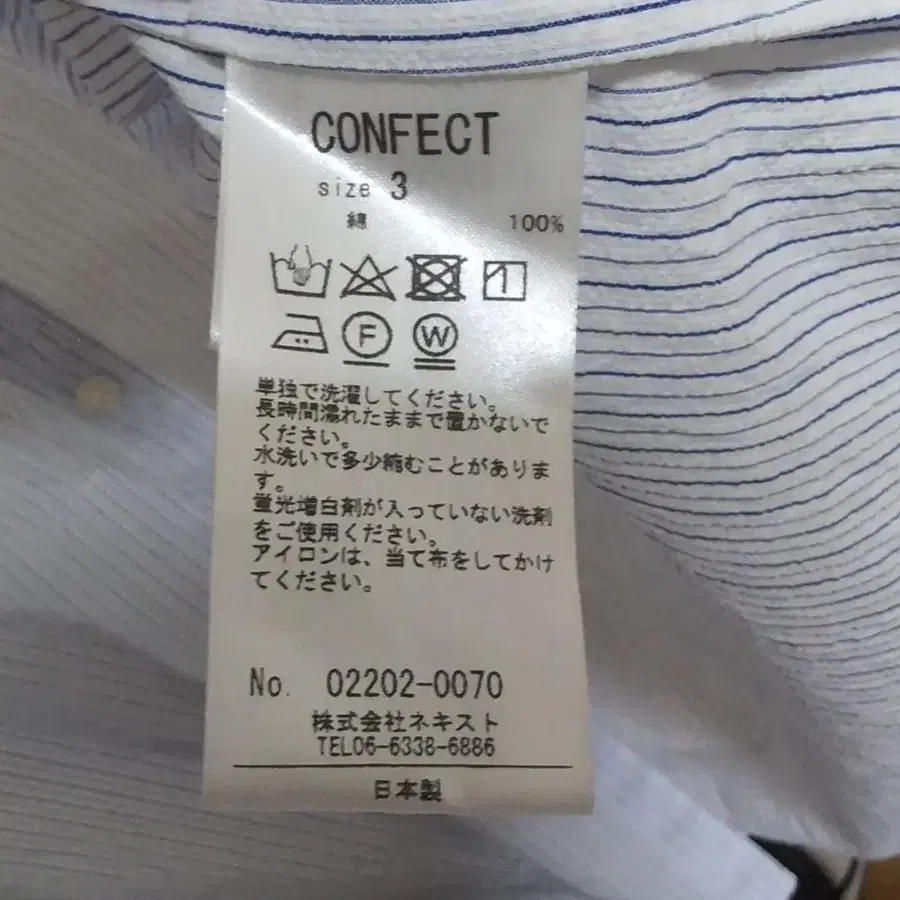 CONFECT
size 3
綿 100%
F W
単独で洗濯してください。
長時間濡れたままで置かないで
ください。
水洗いで多少縮むことがありま
す。
蛍光増白剤が入っていない洗剤
をご使用ください。
アイロンは、当て布をしてかけ
てください。
No. 02202-0070
株式会社ネキスト
TEL06-6338-6886
日本製